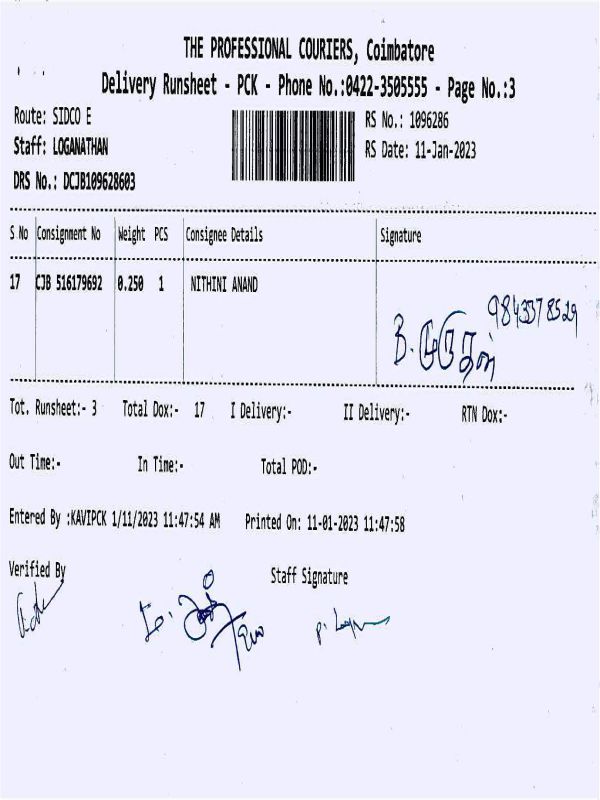 THE PROFESSIONAL COURIERS, Coimbatore
Delivery Runsheet - PCK - Phone No.:0422-3505555 - Page No.:3
Route: SIDCO E
RS No.: 1096286
Staff: LOGANATHAN
RS Date: 11-Jan-2023
DRS No.: DCJB109628603
S No Consignment No Weight PCS Consignee Details Signature
17 CJB 516179692 0.250 1 NITHINI ANAND
9843378529
Tot. Runsheet:- 3 Total Dox:- 17 I Delivery:- II Delivery:- RTN Dox:-
Out Time:- In Time:- Total POD:-
Entered By :KAVIPCK 1/11/2023 11:47:54 AM Printed On: 11-01-2023 11:47:58
Verified By Staff Signature